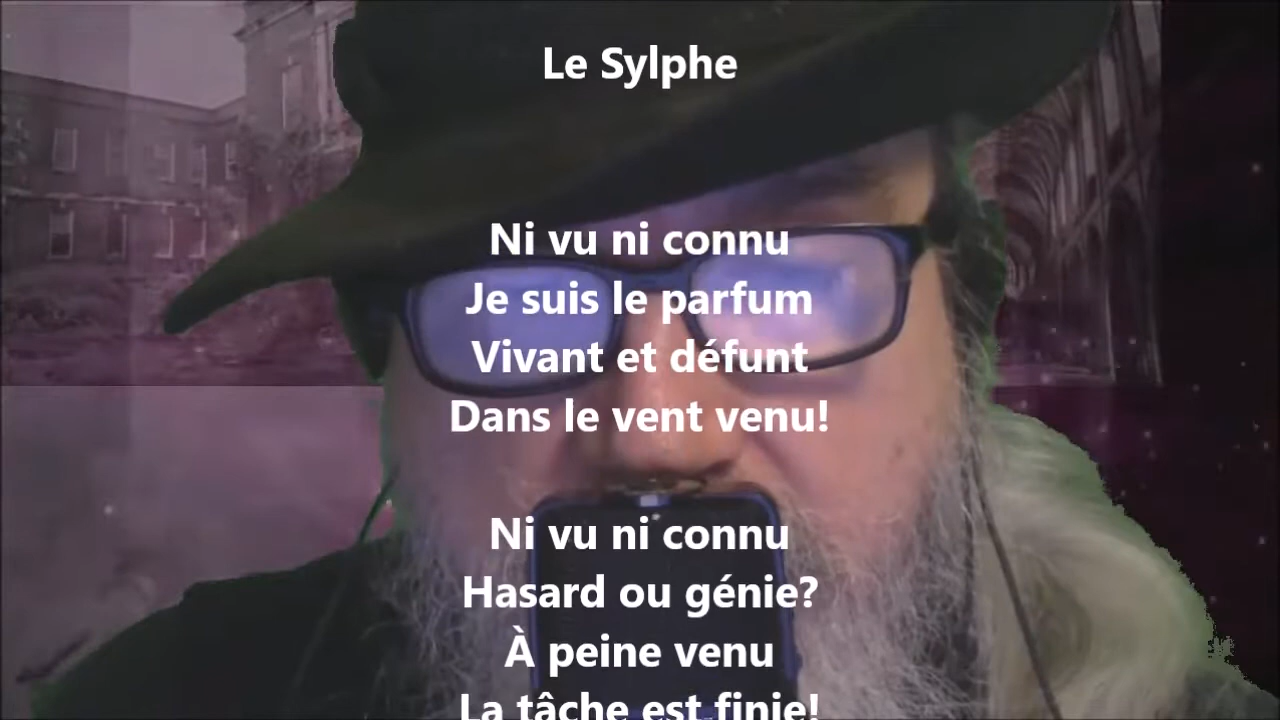 Le Sylphe
Ni vu ni connu
Je suis le parfum
Vivant et défunt
Dans le vent venu!
Ni vu ni connu
Hasard ou génie?
À peine venu
La tâche est finie!